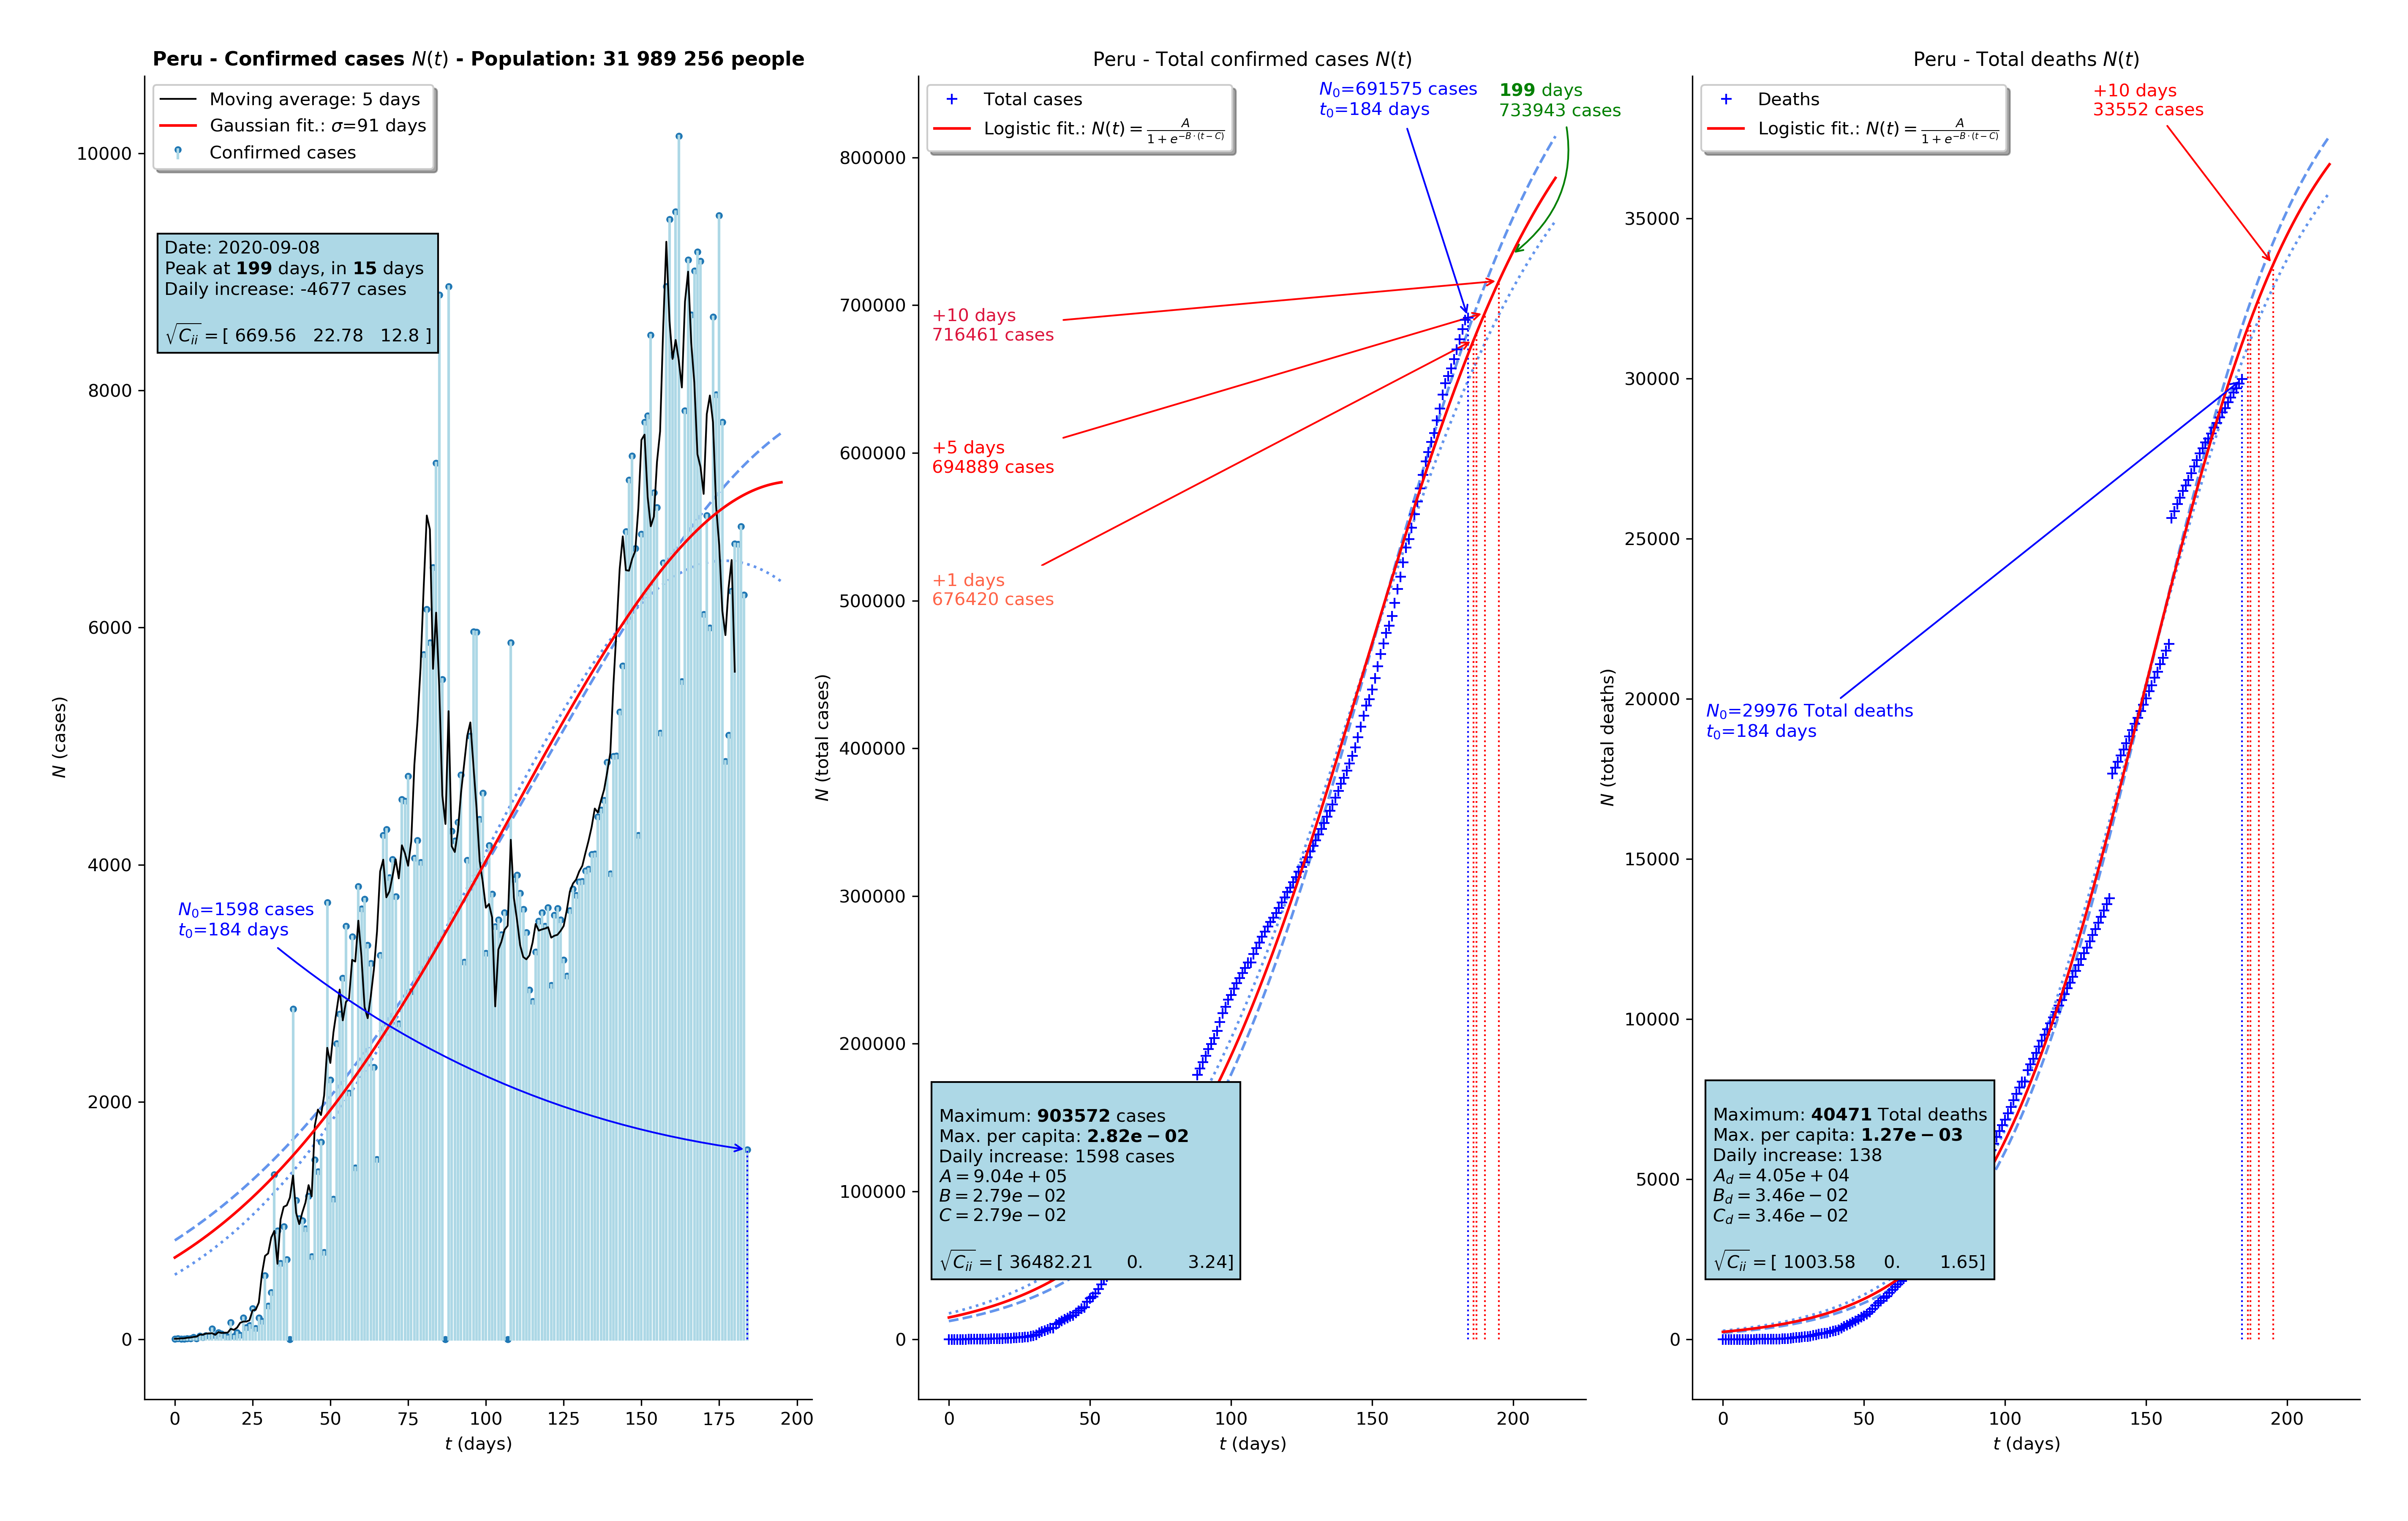 Peru - Confirmed cases N(t) - Population: 31 989 256 people
Moving average: 5 days
Gaussian fit.: σ=91 days
Confirmed cases
Date: 2020-09-08
Peak at 199 days, in 15 days
Daily increase: -4677 cases
√C_ii = [ 669.56 22.78 12.8 ]
N₀=1598 cases
t₀=184 days
N (cases)
10000
8000
6000
4000
2000
0
0 25 50 75 100 125 150 175 200
t (days)
Peru - Total confirmed cases N(t)
Total cases
Logistic fit.: N(t) = A / (1 + e^(−B·(t−C)))
N₀=691575 cases
t₀=184 days
199 days
733943 cases
+10 days
716461 cases
+5 days
694889 cases
+1 days
676420 cases
Maximum: 903572 cases
Max. per capita: 2.82e − 02
Daily increase: 1598 cases
A = 9.04e + 05
B = 2.79e − 02
C = 2.79e − 02
√C_ii = [ 36482.21 0. 3.24]
N (total cases)
800000
700000
600000
500000
400000
300000
200000
100000
0
0 50 100 150 200
t (days)
Peru - Total deaths N(t)
Deaths
Logistic fit.: N(t) = A / (1 + e^(−B·(t−C)))
+10 days
33552 cases
N₀=29976 Total deaths
t₀=184 days
Maximum: 40471 Total deaths
Max. per capita: 1.27e − 03
Daily increase: 138
A_d = 4.05e + 04
B_d = 3.46e − 02
C_d = 3.46e − 02
√C_ii = [ 1003.58 0. 1.65]
N (total deaths)
35000
30000
25000
20000
15000
10000
5000
0
0 50 100 150 200
t (days)